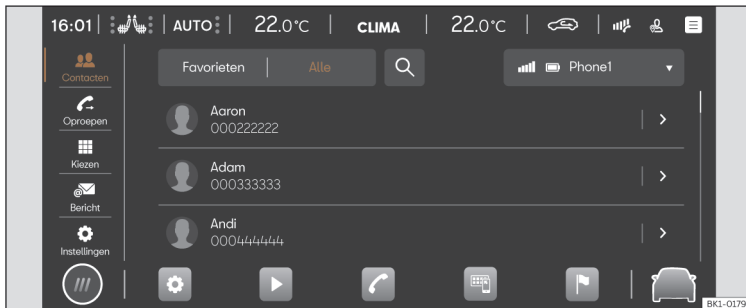 16:01 AUTO 22.0°C CLIMA 22.0°C
Contacten
Favorieten Alle
Phone1
Oproepen
Aaron
000222222
Kiezen
Adam
000333333
Bericht
Andi
000444444
Instellingen
BK1-0179